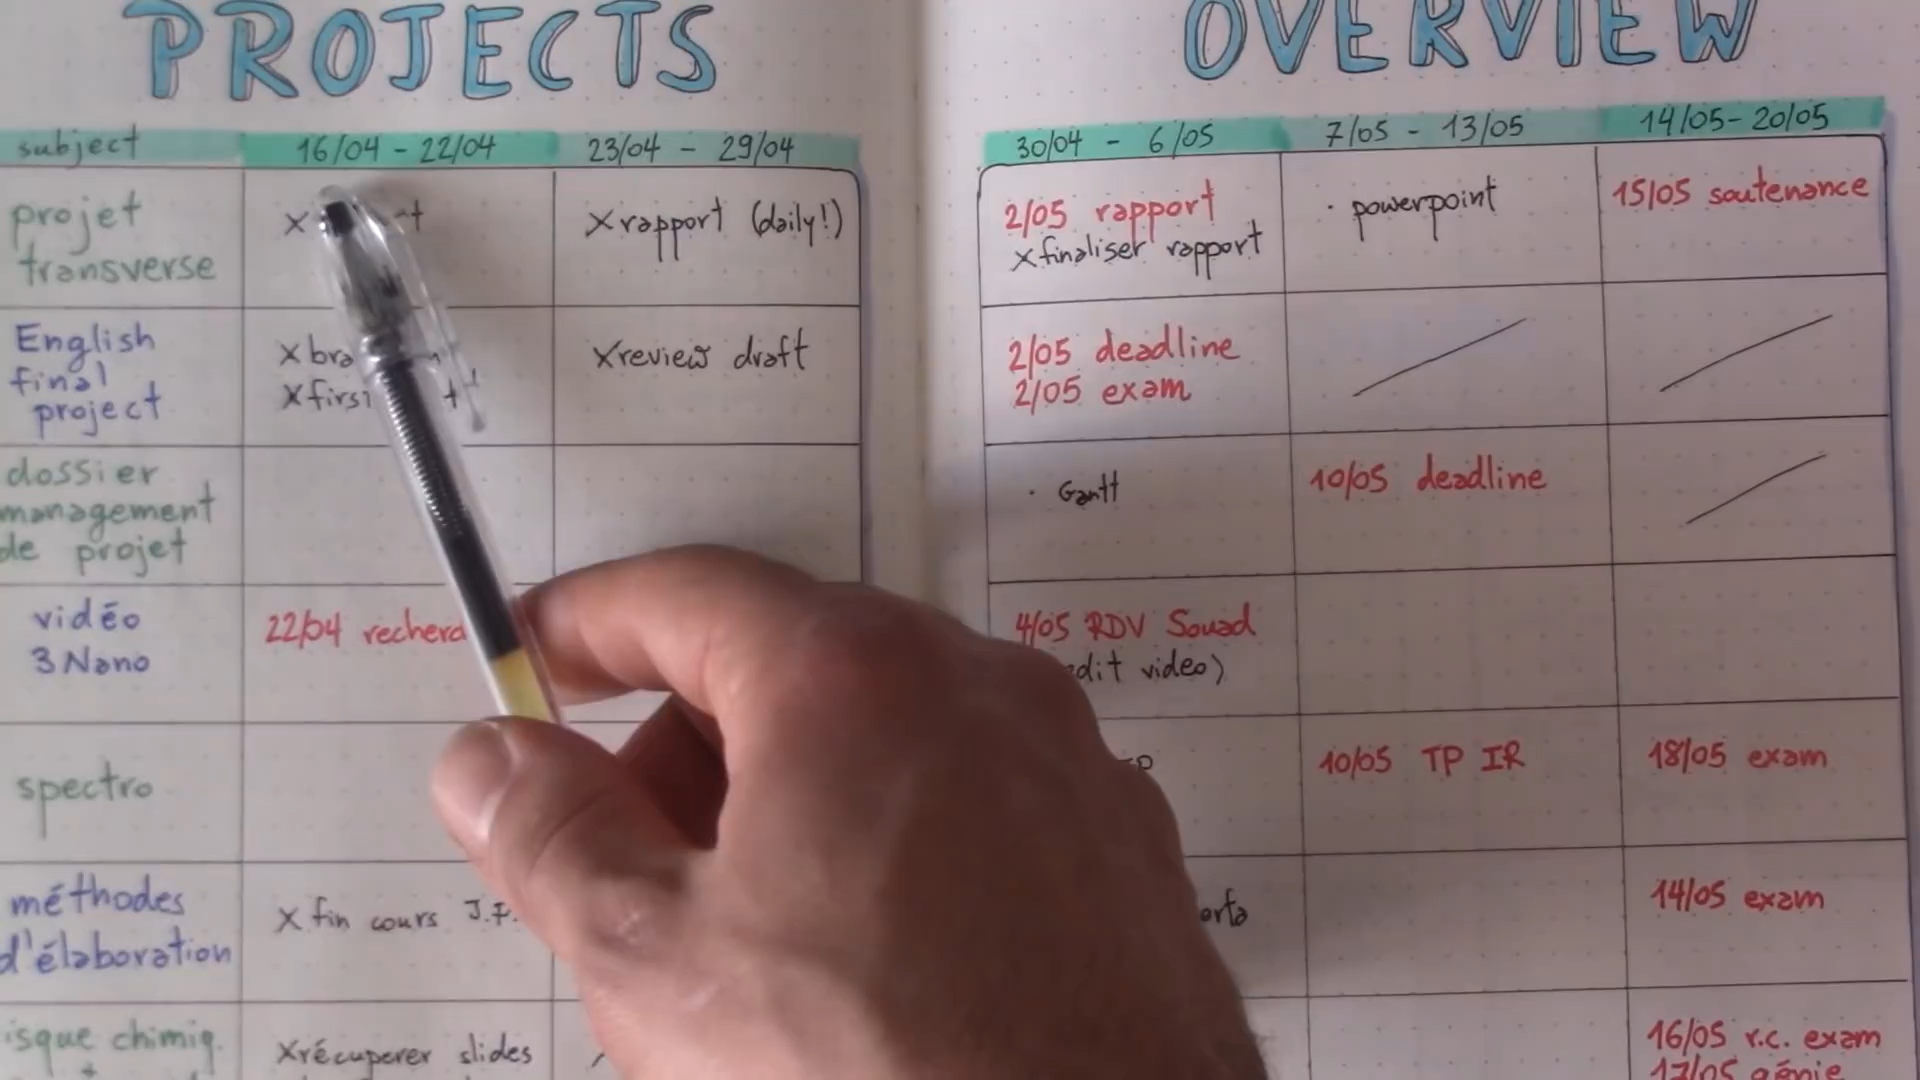 PROJECTS
OVERVIEW
subject
16/04 - 22/04
23/04 - 29/04
30/04 - 6/05
7/05 - 13/05
14/05 - 20/05
projet
transverse
x
x rapport (daily!)
2/05 rapport
x finaliser rapport
· powerpoint
15/05 soutenance
English
final
project
x
x
x review draft
2/05 deadline
2/05 exam
dossier
management
de projet
· Gantt
10/05 deadline
vidéo
3 Nano
22/04
4/05 RDV Souad
video)
spectro
10/05 TP IR
18/05 exam
méthodes
d'élaboration
x fin cours J.P.
14/05 exam
chimiq.
x récuperer slides
16/05 r.c. exam
17/05 génie